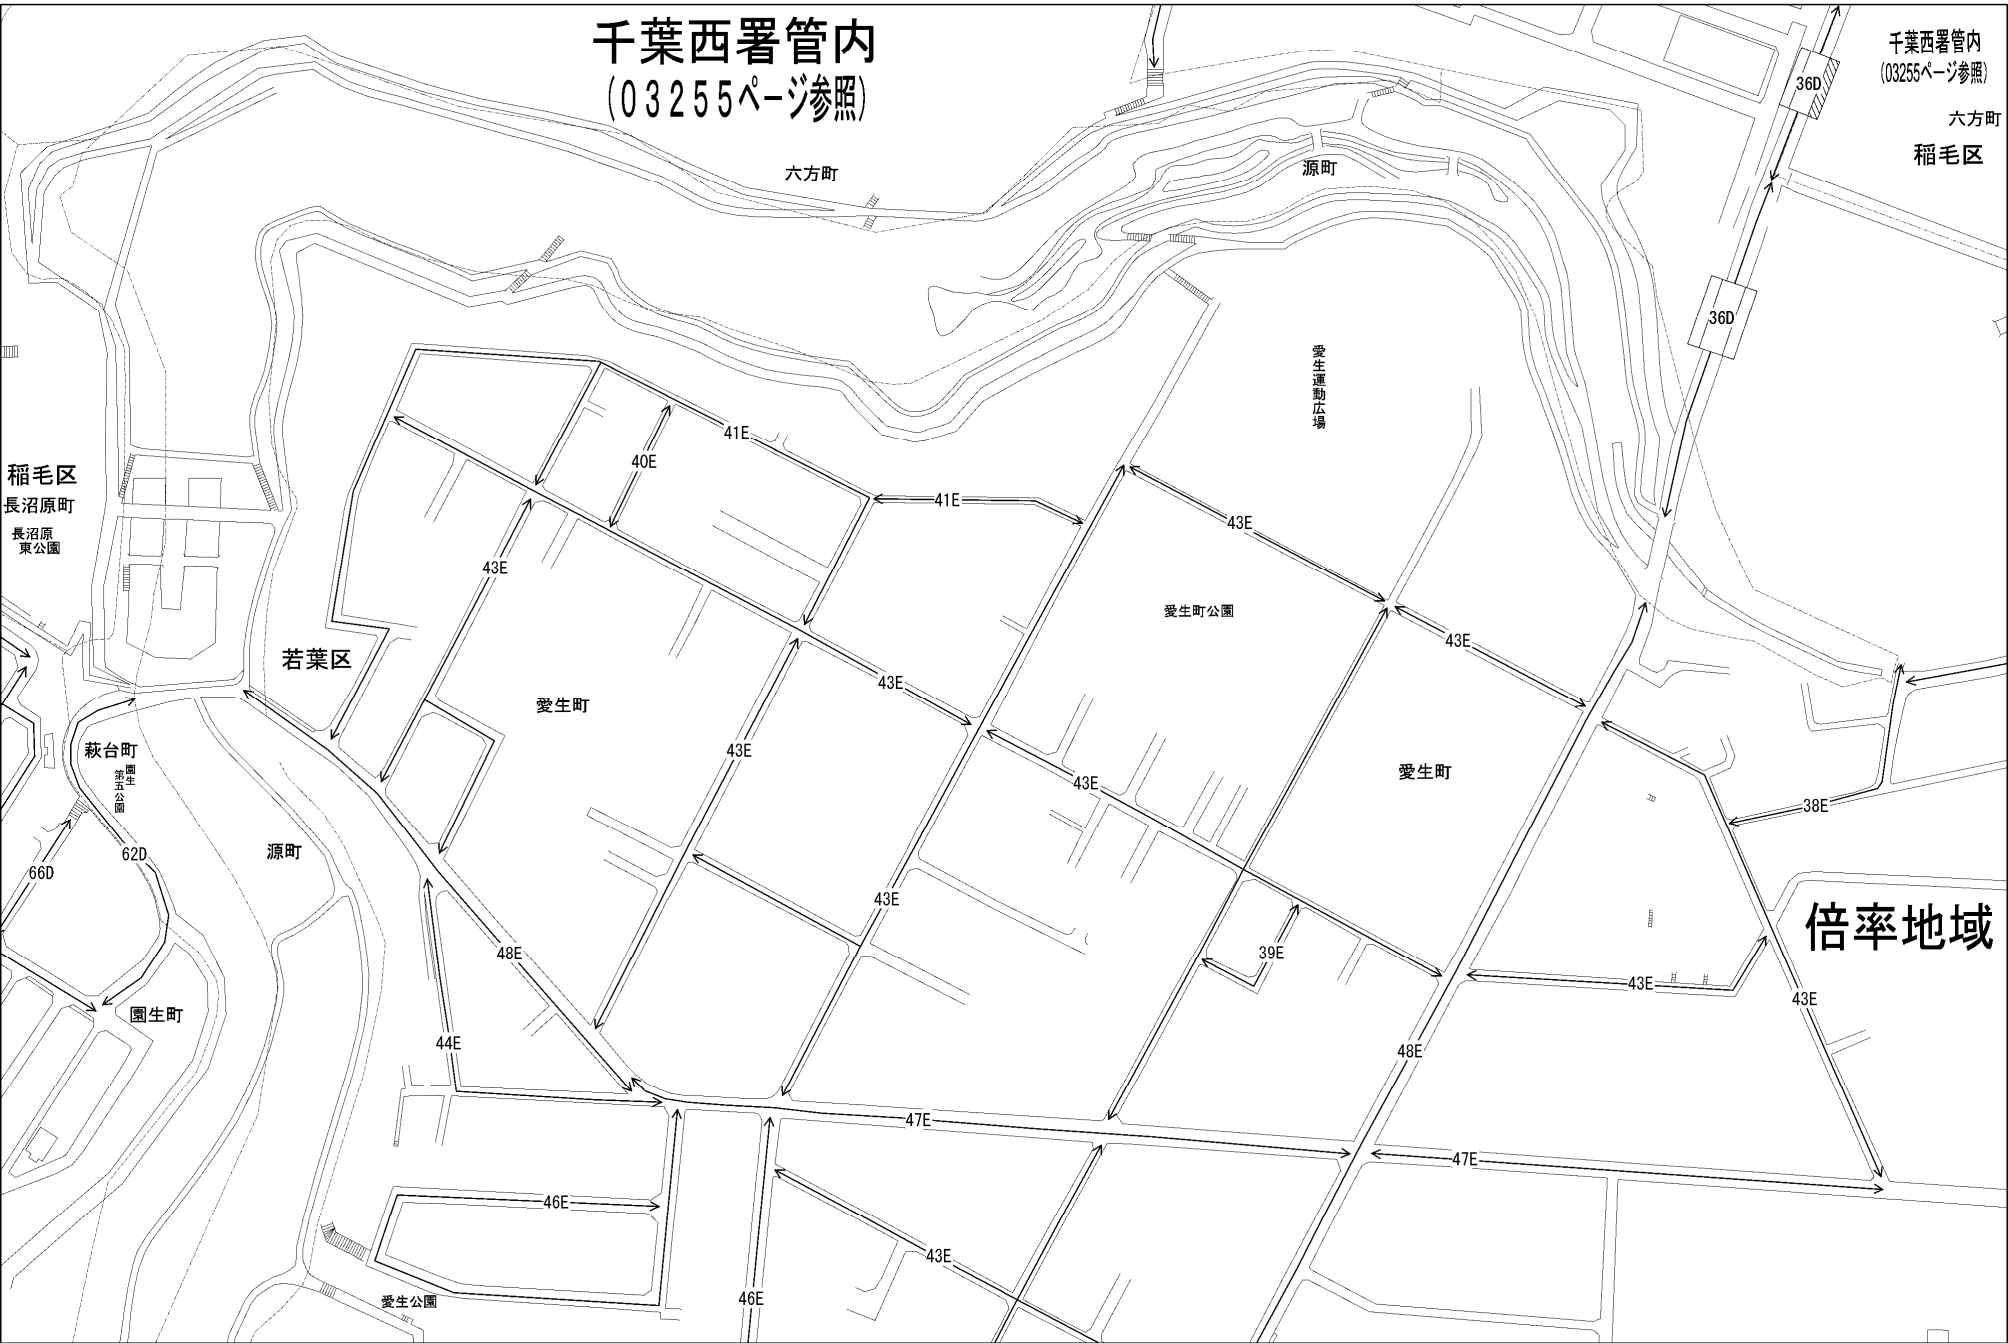 千葉西署管内
(03255ページ参照)
千葉西署管内
(03255ページ参照)
36D
六方町
稲毛区
六方町
源町
36D
愛生運動広場
41E
40E
稲毛区
長沼原町
長沼原
東公園
41E
43E
43E
愛生町公園
43E
若葉区
43E
愛生町
43E
萩台町
園生
第五公園
43E
愛生町
38E
62D
源町
66D
43E
倍率地域
48E
39E
43E
43E
園生町
44E
48E
47E
47E
46E
43E
愛生公園
46E